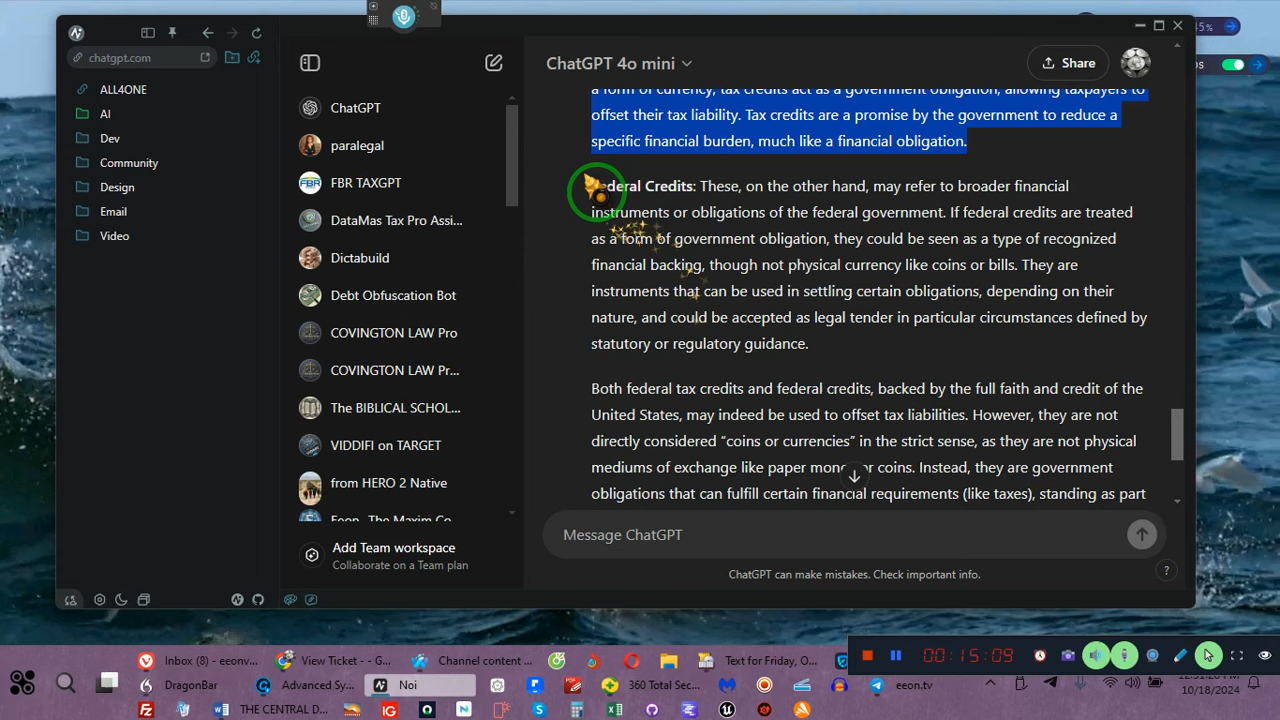 45%
chatgpt.com
ALL4ONE
AI
Dev
Community
Design
Email
Video
ChatGPT
paralegal
FBR TAXGPT
DataMas Tax Pro Assi...
Dictabuild
Debt Obfuscation Bot
COVINGTON LAW Pro
COVINGTON LAW Pr...
The BIBLICAL SCHOL...
VIDDIFI on TARGET
from HERO 2 Native
Eeon - The Maxim Co
Add Team workspace
Collaborate on a Team plan
ChatGPT 4o mini
Share
a form of currency, tax credits act as a government obligation, allowing taxpayers to
offset their tax liability. Tax credits are a promise by the government to reduce a
specific financial burden, much like a financial obligation.
Federal Credits: These, on the other hand, may refer to broader financial
instruments or obligations of the federal government. If federal credits are treated
as a form of government obligation, they could be seen as a type of recognized
financial backing, though not physical currency like coins or bills. They are
instruments that can be used in settling certain obligations, depending on their
nature, and could be accepted as legal tender in particular circumstances defined by
statutory or regulatory guidance.
Both federal tax credits and federal credits, backed by the full faith and credit of the
United States, may indeed be used to offset tax liabilities. However, they are not
directly considered “coins or currencies” in the strict sense, as they are not physical
mediums of exchange like paper money or coins. Instead, they are government
obligations that can fulfill certain financial requirements (like taxes), standing as part
Message ChatGPT
ChatGPT can make mistakes. Check important info.
?
00:15:09
Inbox (8) - eeonv...
View Ticket - - G...
Channel content ...
Text for Friday, O...
DragonBar
Advanced Sy...
Noi
360 Total Sec...
eeon.tv
THE CENTRAL D...
10/18/2024